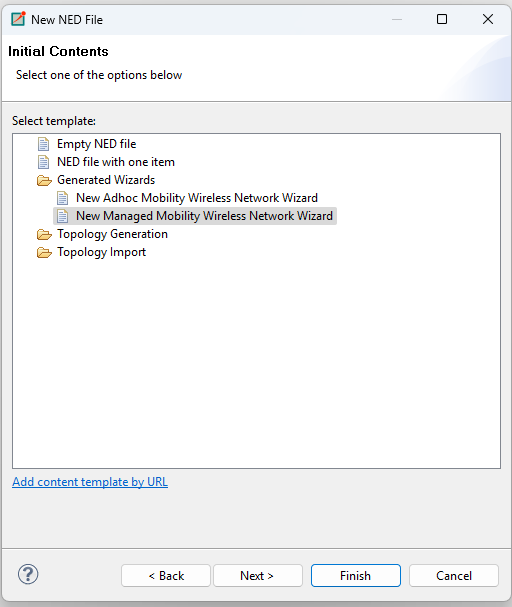 New NED File
Initial Contents
Select one of the options below
Select template:
Empty NED file
NED file with one item
Generated Wizards
New Adhoc Mobility Wireless Network Wizard
New Managed Mobility Wireless Network Wizard
Topology Generation
Topology Import
Add content template by URL
? < Back Next > Finish Cancel